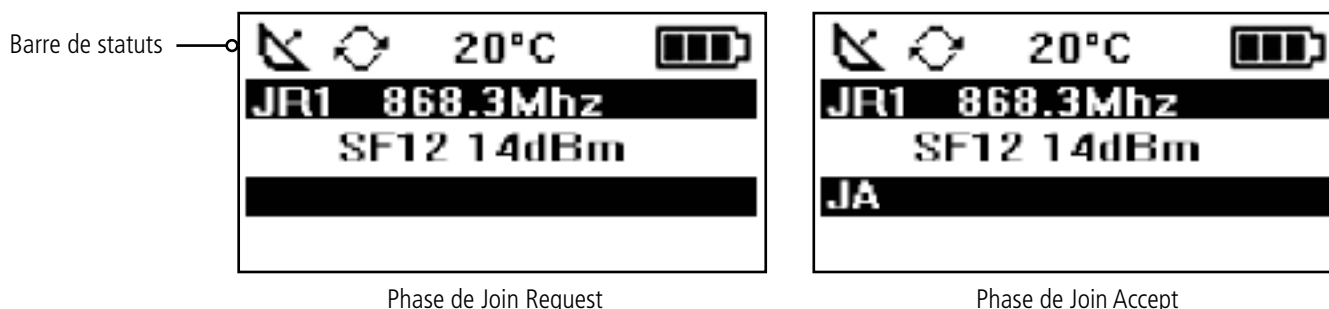 Barre de statuts
20°C
JR1 868.3Mhz
SF12 14dBm
Phase de Join Request
20°C
JR1 868.3Mhz
SF12 14dBm
JA
Phase de Join Accept